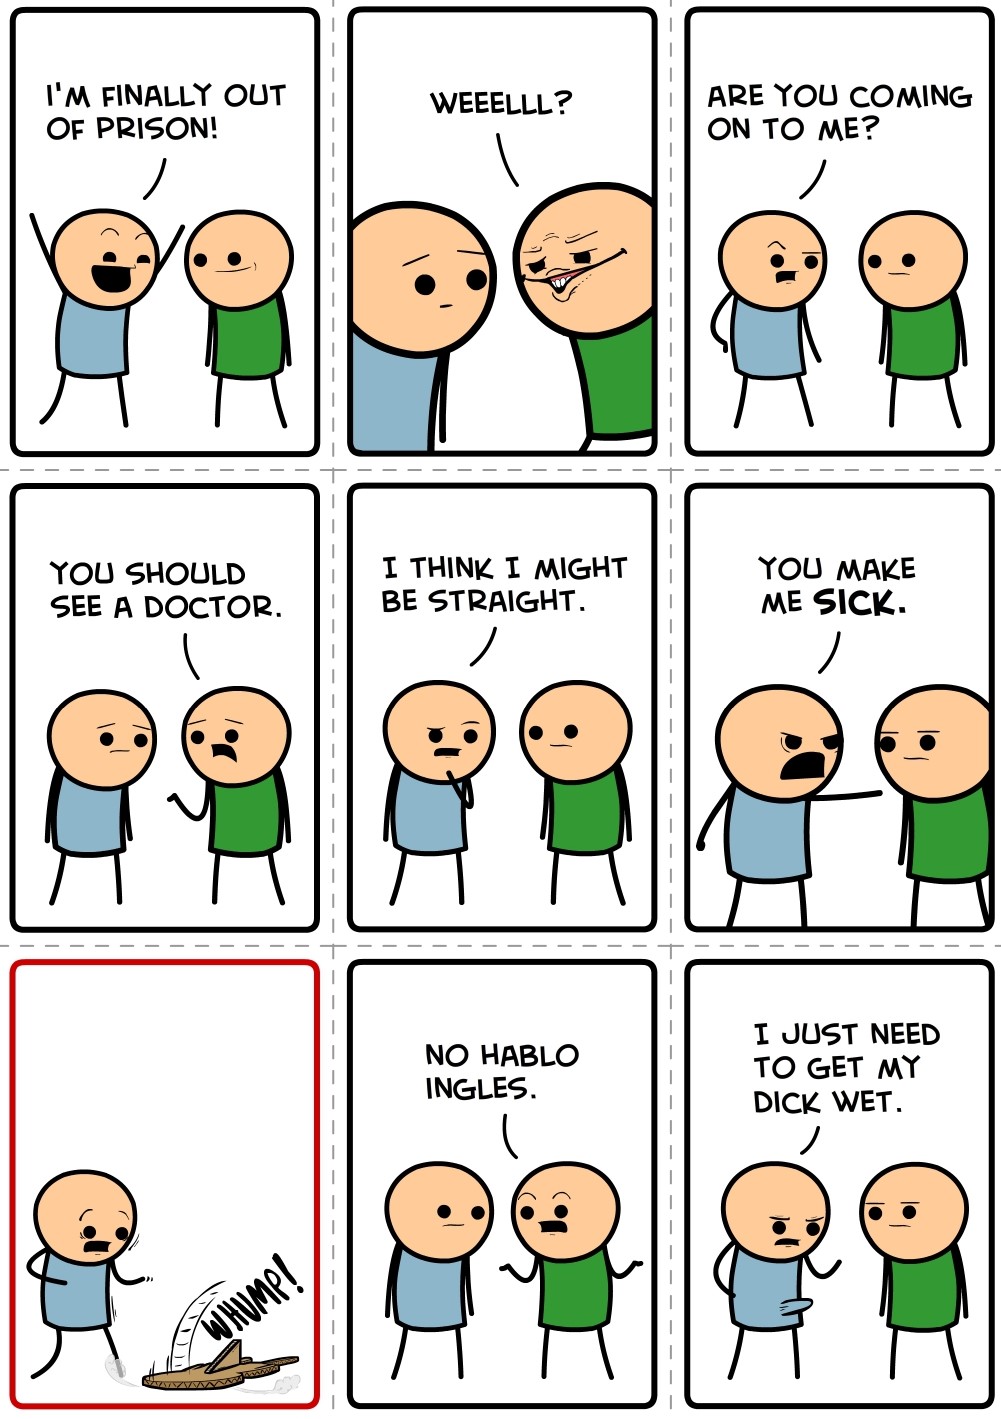 I'M FINALLY OUT
OF PRISON!
WEEELLL?
ARE YOU COMING
ON TO ME?
YOU SHOULD
SEE A DOCTOR.
I THINK I MIGHT
BE STRAIGHT.
YOU MAKE
ME SICK.
WHUMP!
NO HABLO
INGLES.
I JUST NEED
TO GET MY
DICK WET.